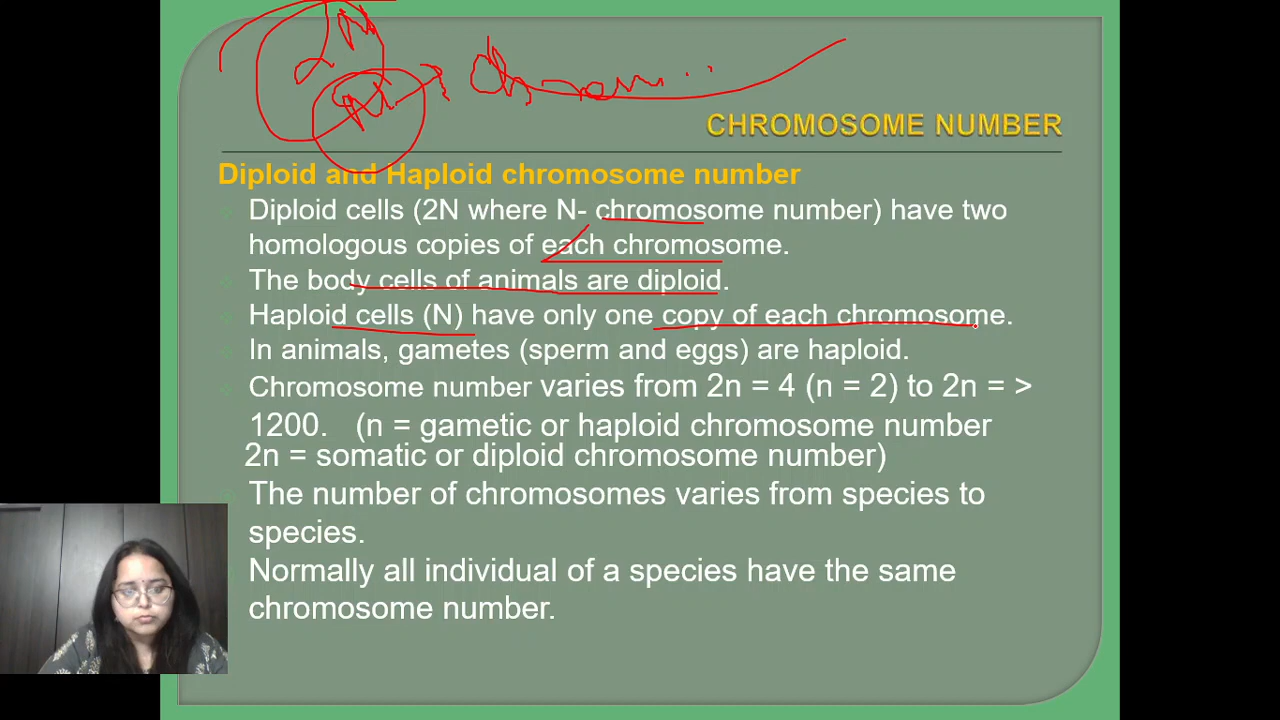 2N
CHROMOSOME NUMBER
Diploid and Haploid chromosome number
Diploid cells (2N where N- chromosome number) have two
homologous copies of each chromosome.
The body cells of animals are diploid.
Haploid cells (N) have only one copy of each chromosome.
In animals, gametes (sperm and eggs) are haploid.
Chromosome number varies from 2n = 4 (n = 2) to 2n = >
1200. (n = gametic or haploid chromosome number
2n = somatic or diploid chromosome number)
The number of chromosomes varies from species to
species.
Normally all individual of a species have the same
chromosome number.